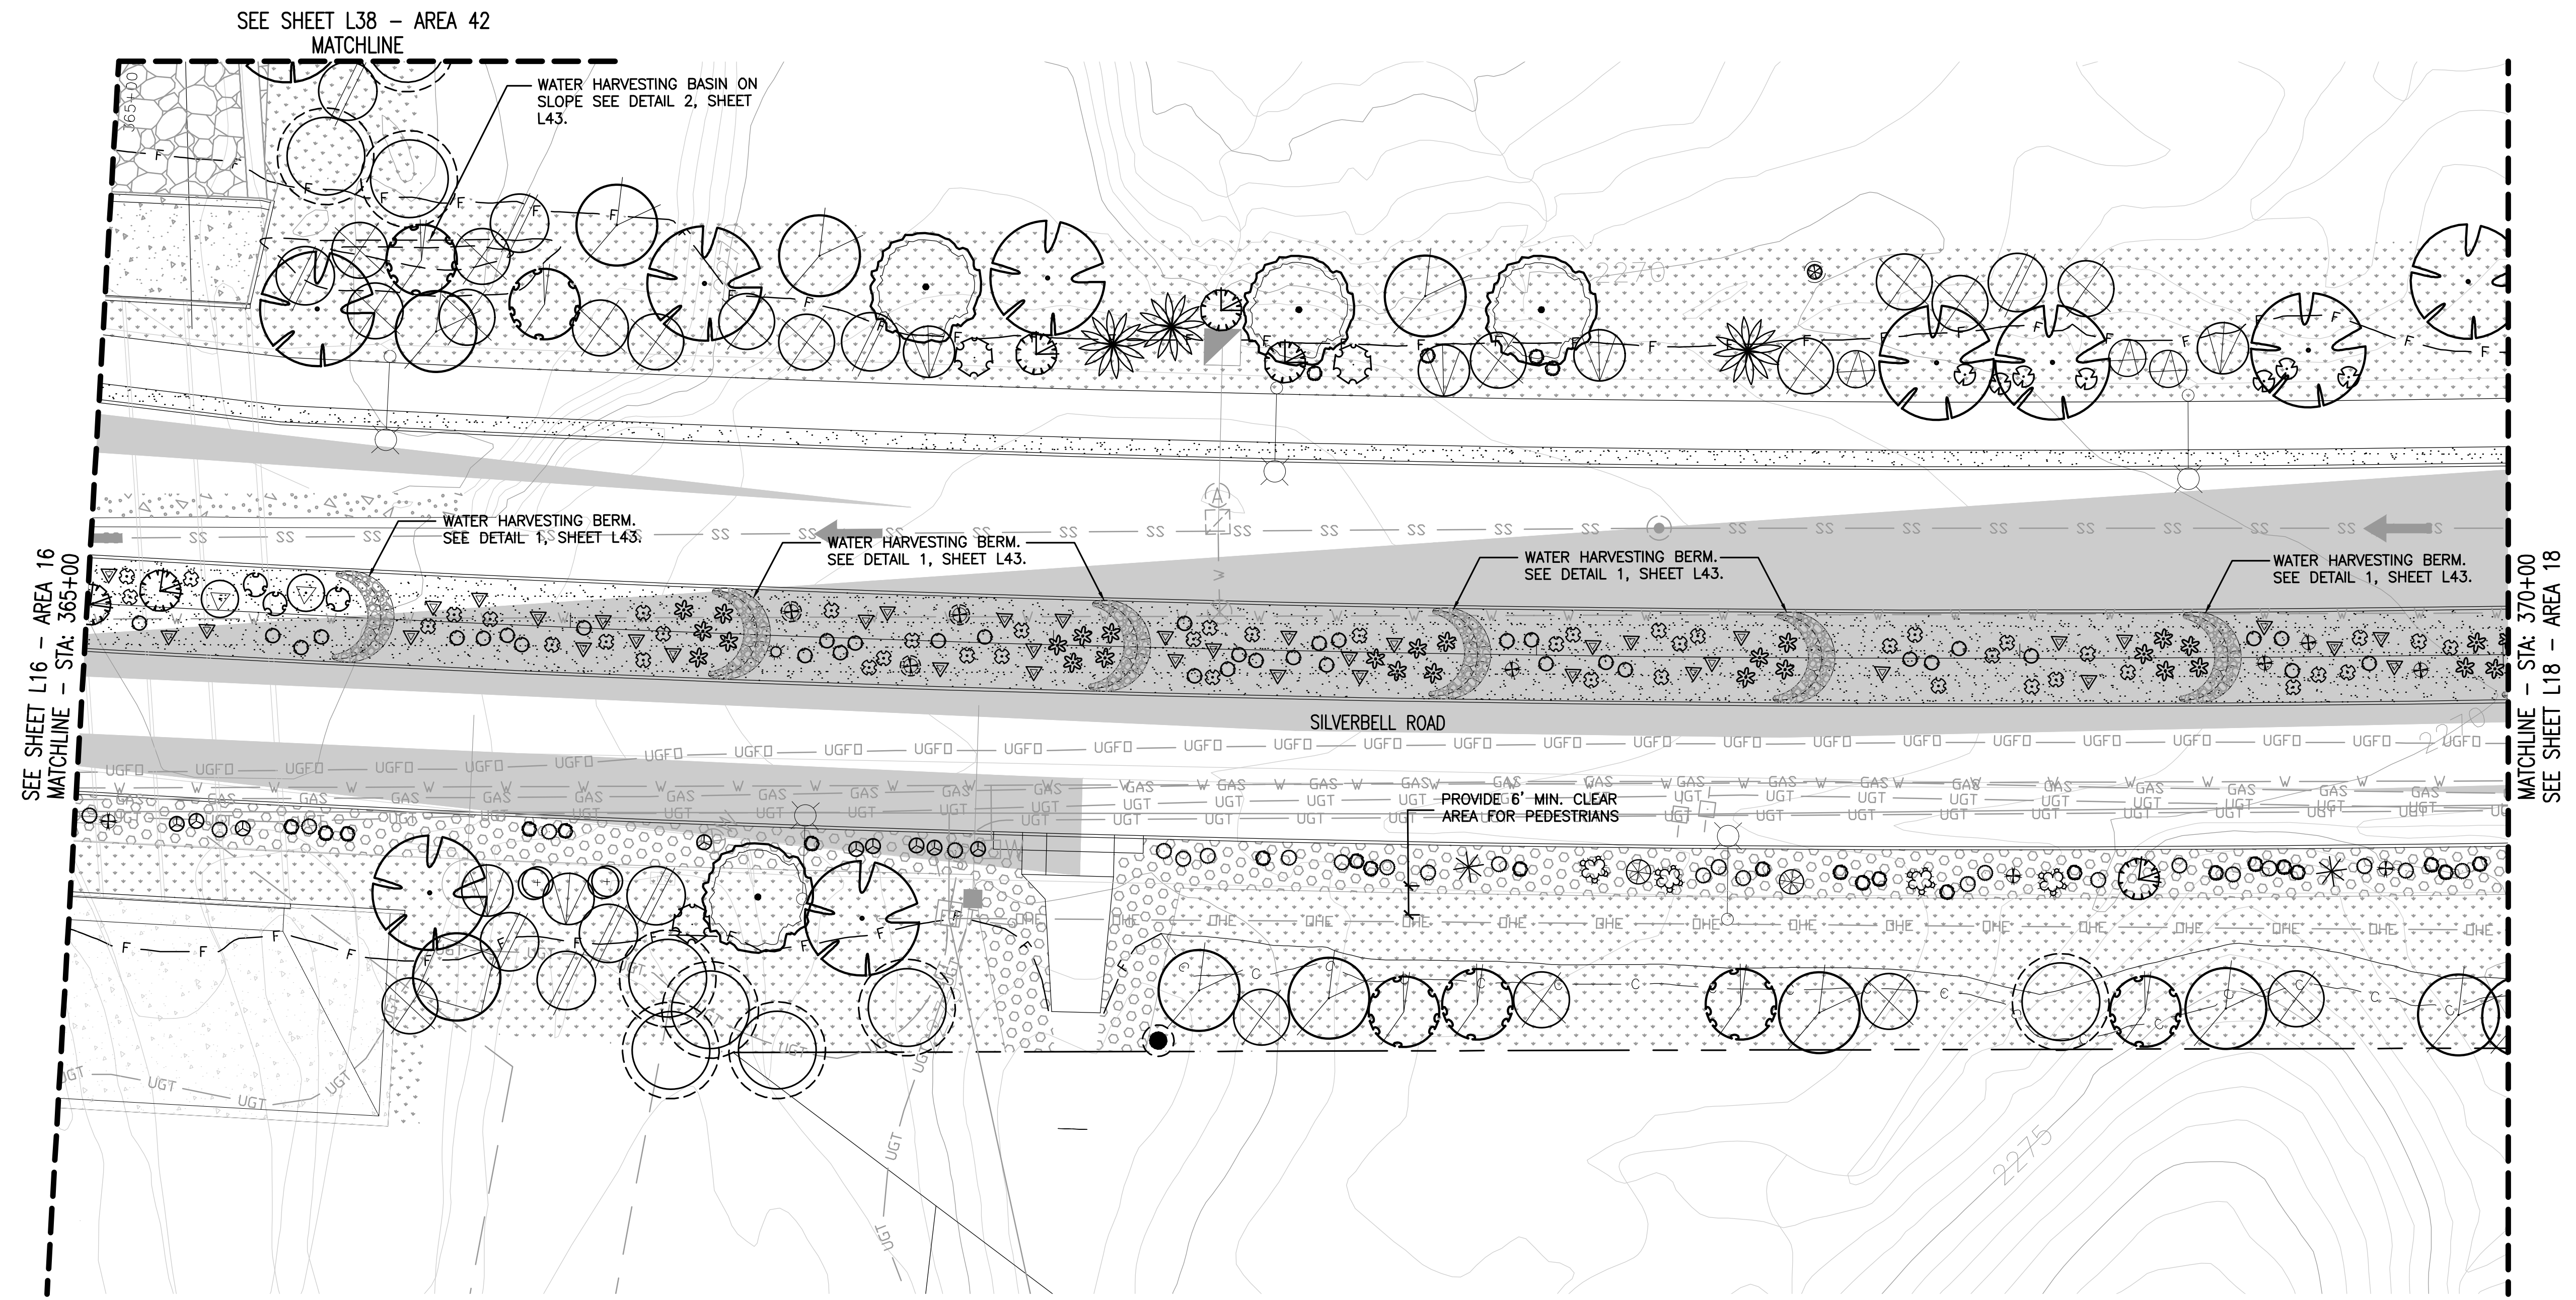 SEE SHEET L38 - AREA 42
MATCHLINE
365+00
WATER HARVESTING BASIN ON
SLOPE SEE DETAIL 2, SHEET
L43.
2270
WATER HARVESTING BERM.
SEE DETAIL 1, SHEET L43.
WATER HARVESTING BERM.
SEE DETAIL 1, SHEET L43.
WATER HARVESTING BERM.
SEE DETAIL 1, SHEET L43.
WATER HARVESTING BERM.
SEE DETAIL 1, SHEET L43.
SEE SHEET L16 - AREA 16
MATCHLINE - STA: 365+00
MATCHLINE - STA: 370+00
SEE SHEET L18 - AREA 18
SILVERBELL ROAD
2270
PROVIDE 6' MIN. CLEAR
AREA FOR PEDESTRIANS
2275